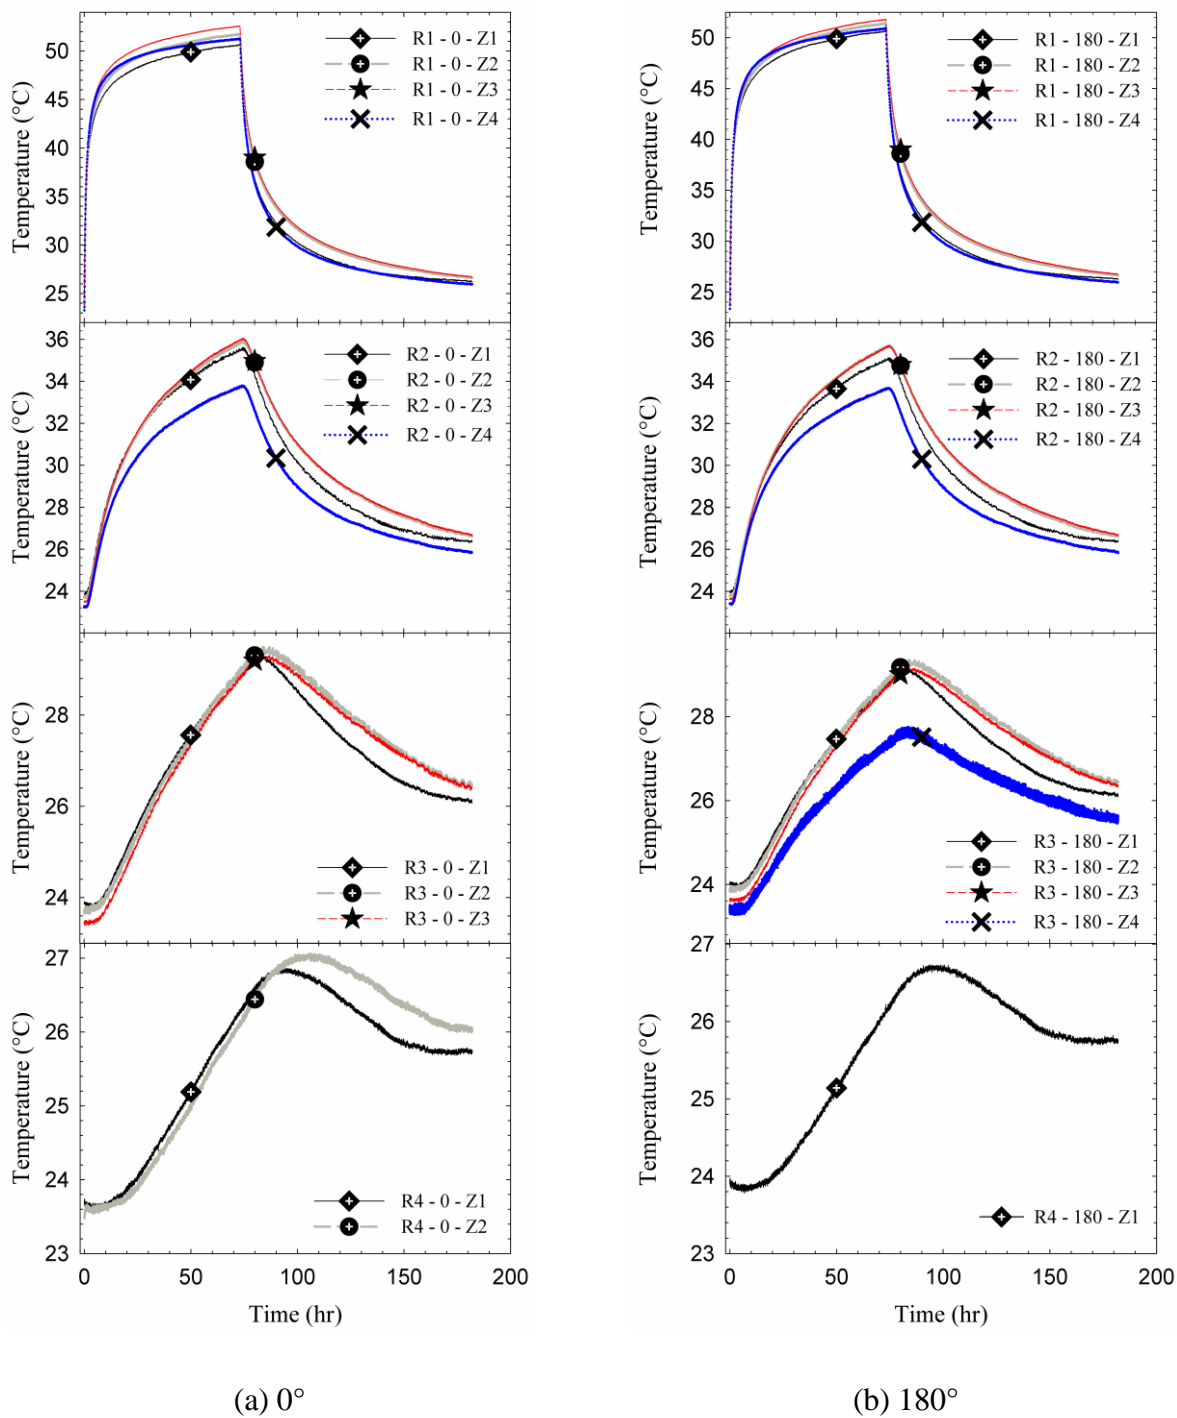 Temperature (°C)
50
45
40
35
30
25
R1 - 0 - Z1
R1 - 0 - Z2
R1 - 0 - Z3
R1 - 0 - Z4
Temperature (°C)
36
34
32
30
28
26
24
R2 - 0 - Z1
R2 - 0 - Z2
R2 - 0 - Z3
R2 - 0 - Z4
Temperature (°C)
28
26
24
R3 - 0 - Z1
R3 - 0 - Z2
R3 - 0 - Z3
Temperature (°C)
27
26
25
24
23
R4 - 0 - Z1
R4 - 0 - Z2
0 50 100 150 200
Time (hr)
(a) 0°
Temperature (°C)
50
45
40
35
30
25
R1 - 180 - Z1
R1 - 180 - Z2
R1 - 180 - Z3
R1 - 180 - Z4
Temperature (°C)
36
34
32
30
28
26
24
R2 - 180 - Z1
R2 - 180 - Z2
R2 - 180 - Z3
R2 - 180 - Z4
Temperature (°C)
28
26
24
R3 - 180 - Z1
R3 - 180 - Z2
R3 - 180 - Z3
R3 - 180 - Z4
Temperature (°C)
27
27
26
25
24
23
R4 - 180 - Z1
0 50 100 150 200
Time (hr)
(b) 180°